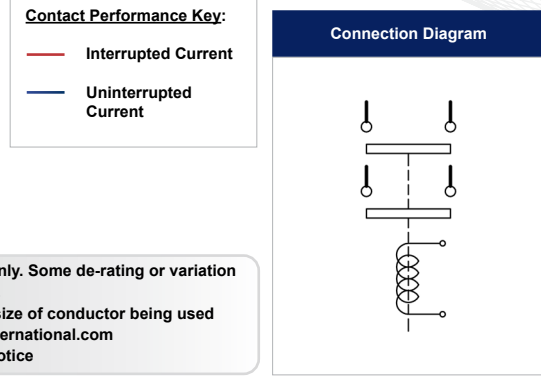 Contact Performance Key:
Interrupted Current
Uninterrupted
Current
Connection Diagram
only. Some de-rating or variation
size of conductor being used
ernational.com
otice